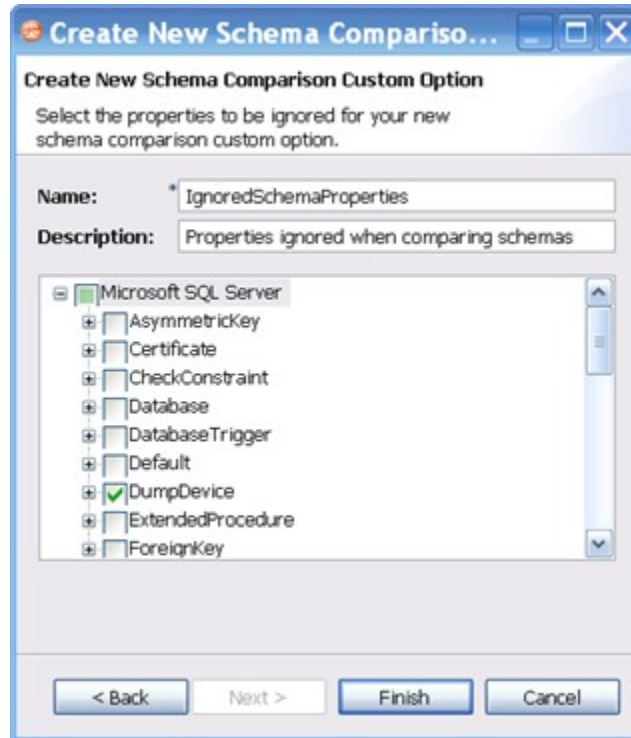 Create New Schema Compariso...
Create New Schema Comparison Custom Option
Select the properties to be ignored for your new
schema comparison custom option.
Name: * IgnoredSchemaProperties
Description: Properties ignored when comparing schemas
Microsoft SQL Server
AsymmetricKey
Certificate
CheckConstraint
Database
DatabaseTrigger
Default
DumpDevice
ExtendedProcedure
ForeignKey
< Back Next > Finish Cancel